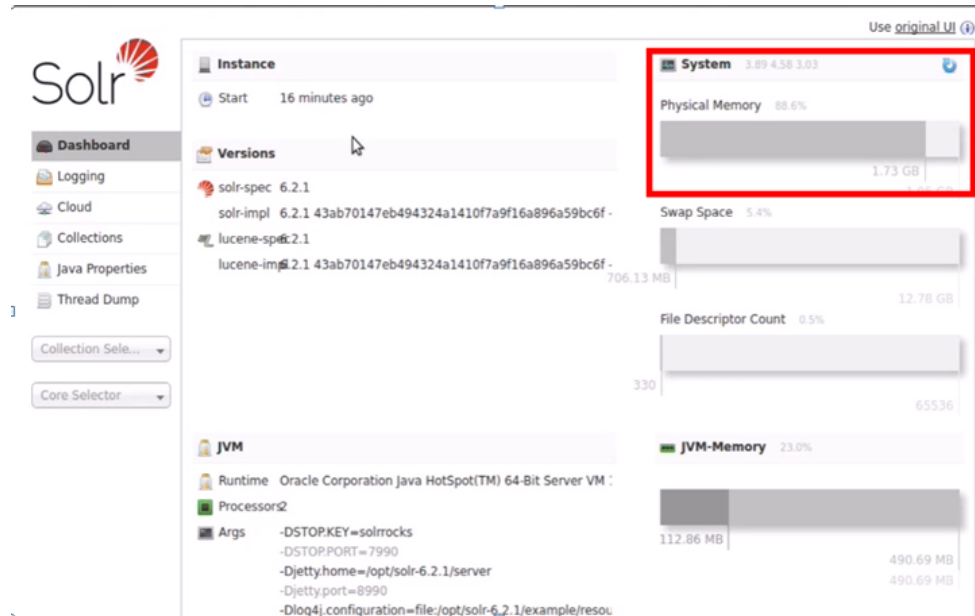 Use original UI
Solr
Dashboard
Logging
Cloud
Collections
Java Properties
Thread Dump
Collection Sele...
Core Selector
Instance
Start 16 minutes ago
Versions
solr-spec 6.2.1
solr-impl 6.2.1 43ab70147eb494324a1410f7a9f16a896a59bc6f -
lucene-spec 6.2.1
lucene-impl 6.2.1 43ab70147eb494324a1410f7a9f16a896a59bc6f -
JVM
Runtime Oracle Corporation Java HotSpot(TM) 64-Bit Server VM
Processors 2
Args -DSTOP.KEY=solrrocks
-DSTOP.PORT=7990
-Djetty.home=/opt/solr-6.2.1/server
-Djetty.port=8990
-Dlog4j.configuration=file:/opt/solr-6.2.1/example/resou
System 3.89 4.58 3.03
Physical Memory 88.6%
1.73 GB
Swap Space 5.4%
706.13 MB
12.78 GB
File Descriptor Count 0.5%
330
65536
JVM-Memory 23.0%
112.86 MB
490.69 MB
490.69 MB